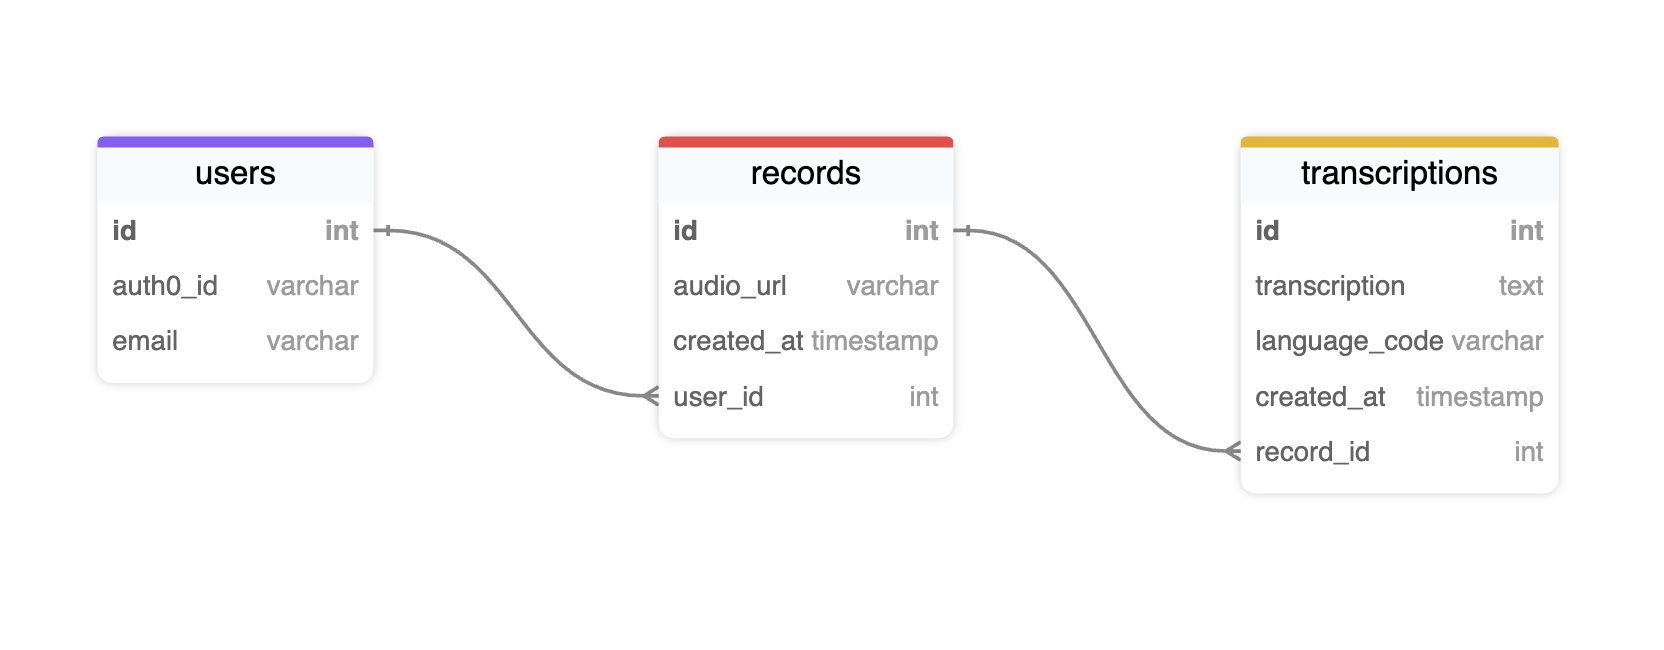 users
id int
auth0_id varchar
email varchar
records
id int
audio_url varchar
created_at timestamp
user_id int
transcriptions
id int
transcription text
language_code varchar
created_at timestamp
record_id int